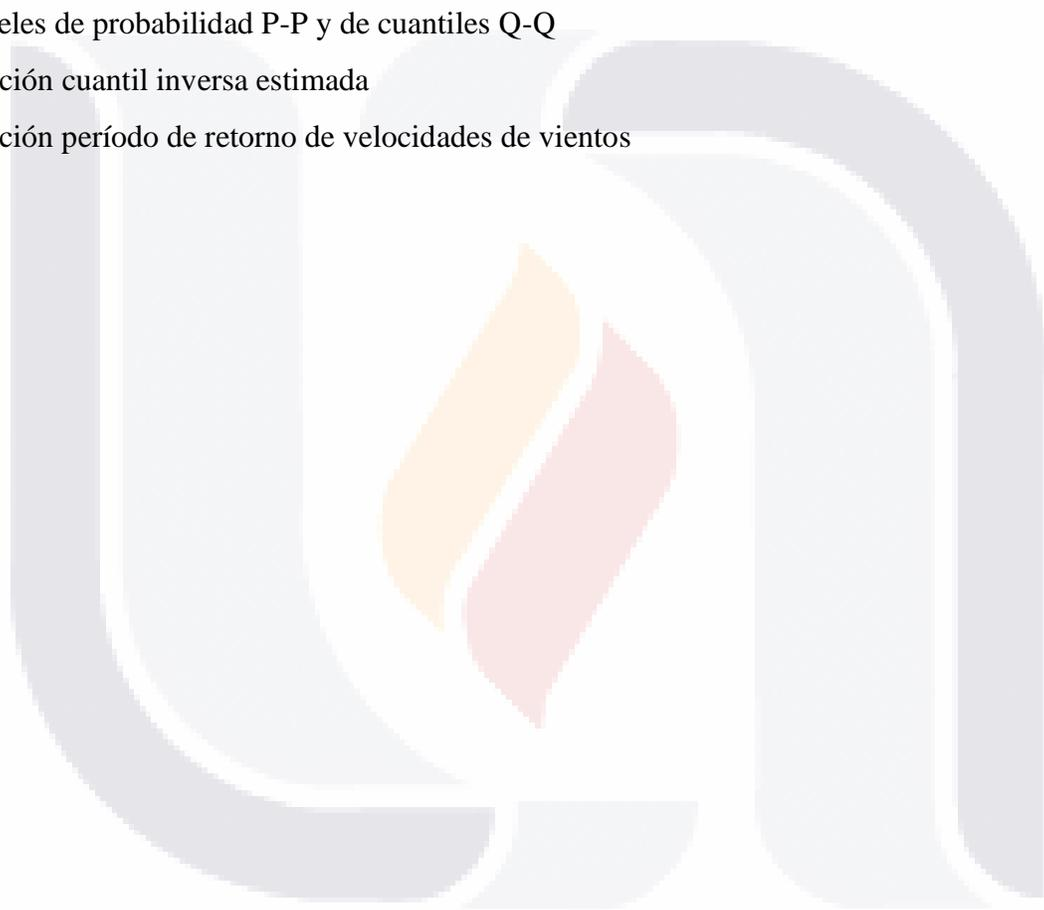 eles de probabilidad P-P y de cuantiles Q-Q
ción cuantil inversa estimada
ción período de retorno de velocidades de vientos